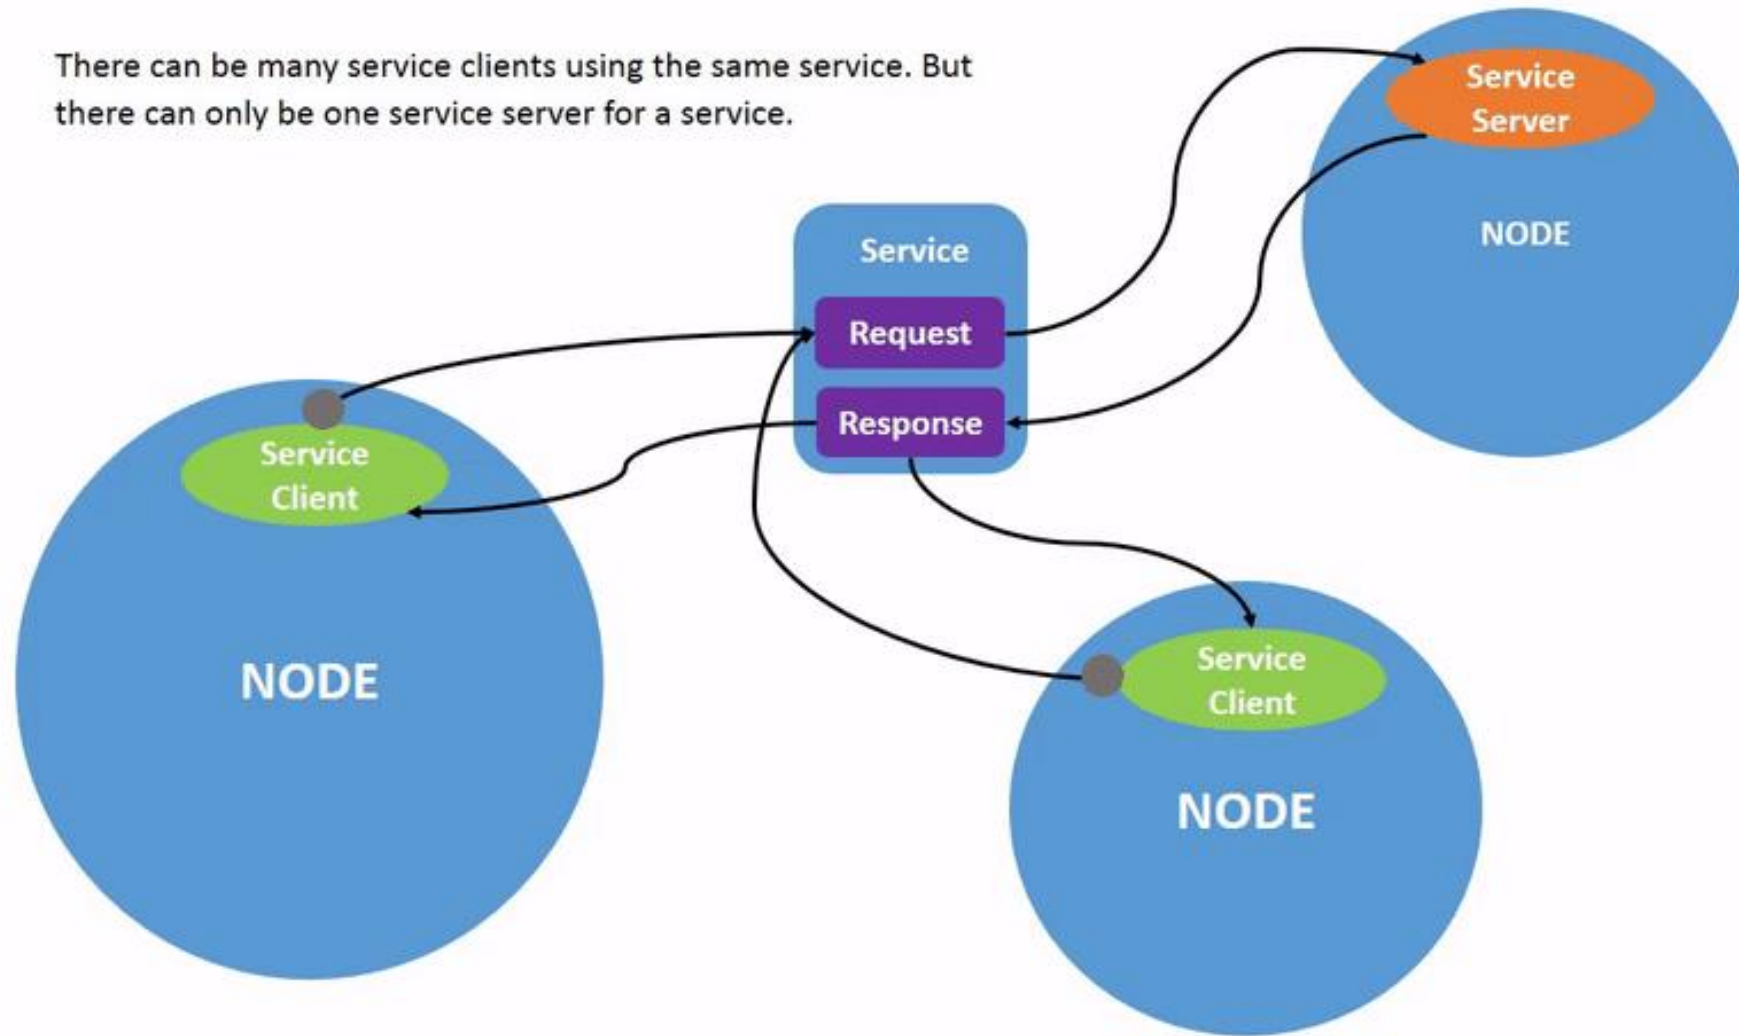 There can be many service clients using the same service. But
there can only be one service server for a service.
Service
Server
NODE
Service
Request
Response
Service
Client
NODE
Service
Client
NODE